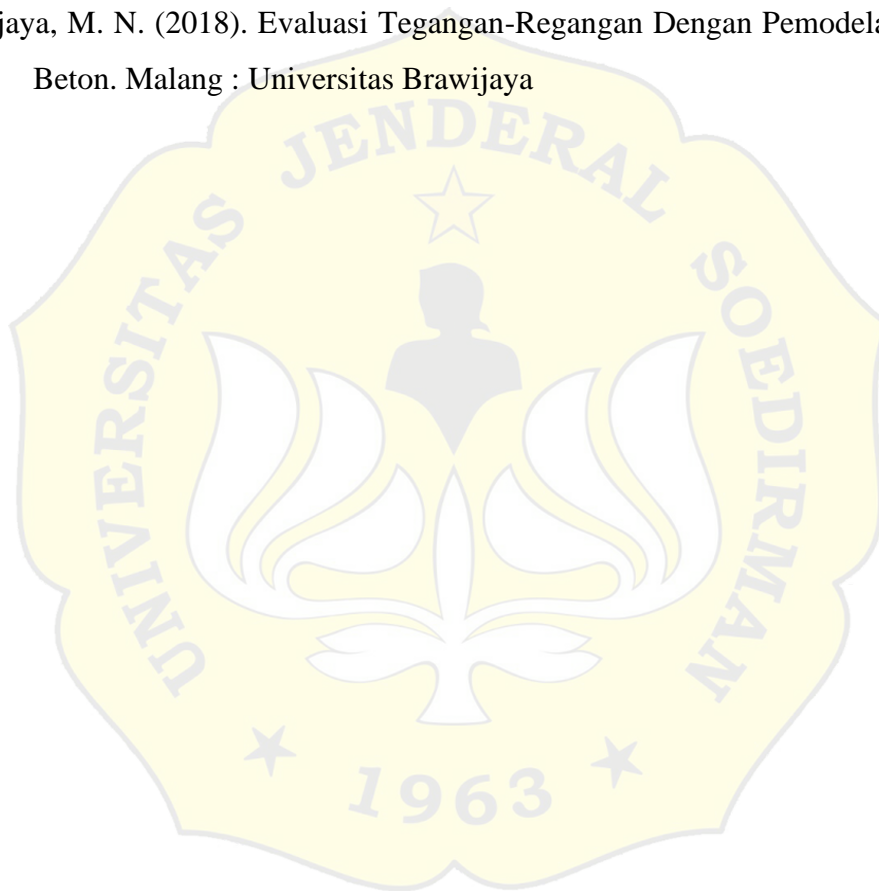 jaya, M. N. (2018). Evaluasi Tegangan-Regangan Dengan Pemodela
Beton. Malang : Universitas Brawijaya
UNIVERSITAS JENDERAL SOEDIRMAN
1963